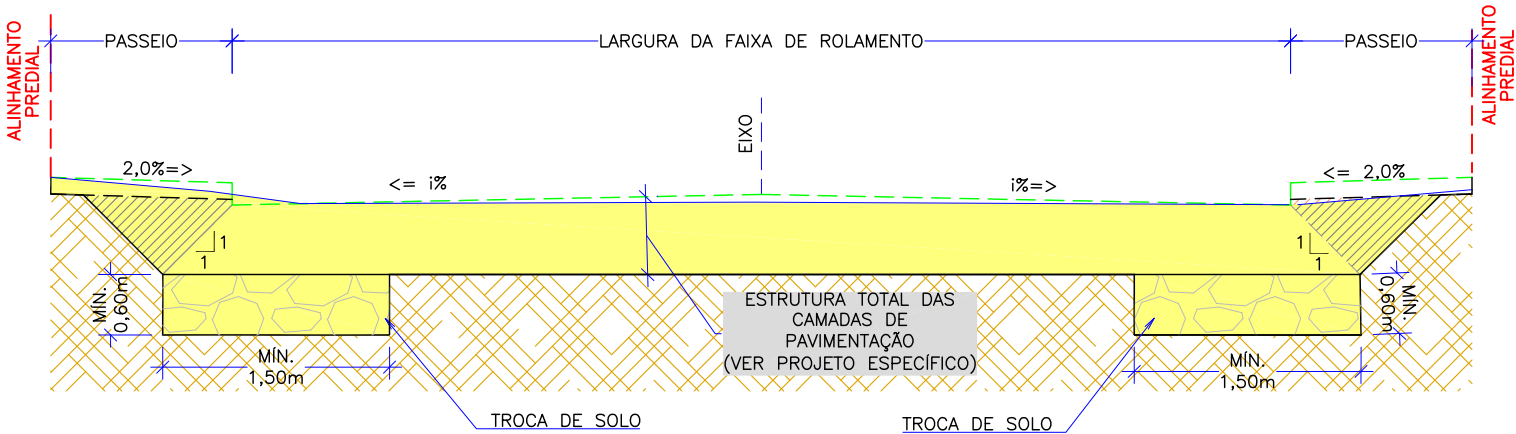 ALINHAMENTO
PREDIAL
PASSEIO
LARGURA DA FAIXA DE ROLAMENTO
PASSEIO
ALINHAMENTO
PREDIAL
EIXO
2,0%=>
<= i%
i%=>
<= 2,0%
1
1
1
1
MÍN.
0,60m
MÍN.
0,60m
ESTRUTURA TOTAL DAS
CAMADAS DE
PAVIMENTAÇÃO
(VER PROJETO ESPECÍFICO)
MÍN.
1,50m
MÍN.
1,50m
TROCA DE SOLO
TROCA DE SOLO